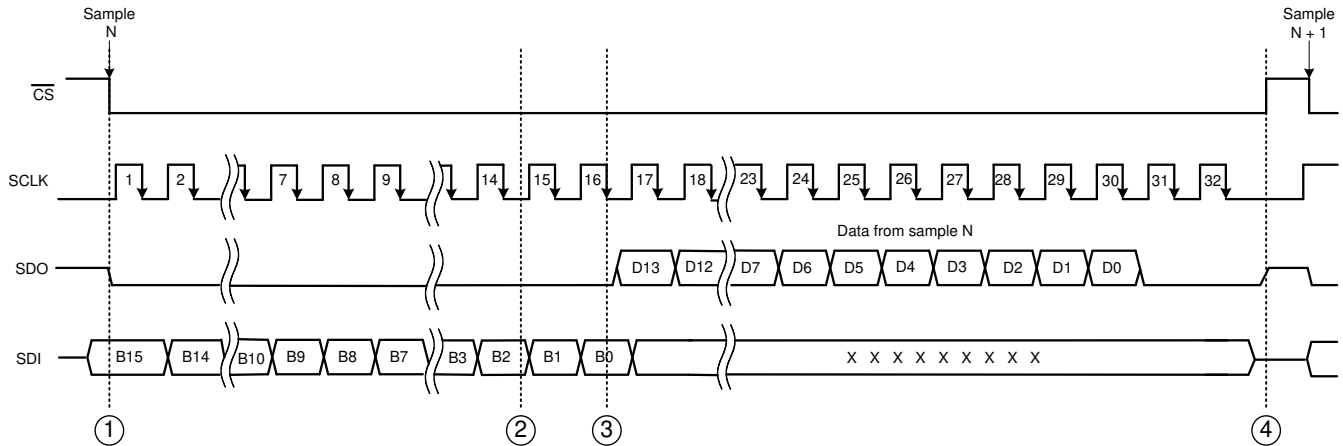 Sample
N
Sample
N + 1
CS
SCLK
1 2 7 8 9 14 15 16 17 18 23 24 25 26 27 28 29 30 31 32
Data from sample N
SDO
D13 D12 D7 D6 D5 D4 D3 D2 D1 D0
SDI
B15 B14 B10 B9 B8 B7 B3 B2 B1 B0 X X X X X X X X X
1 2 3 4